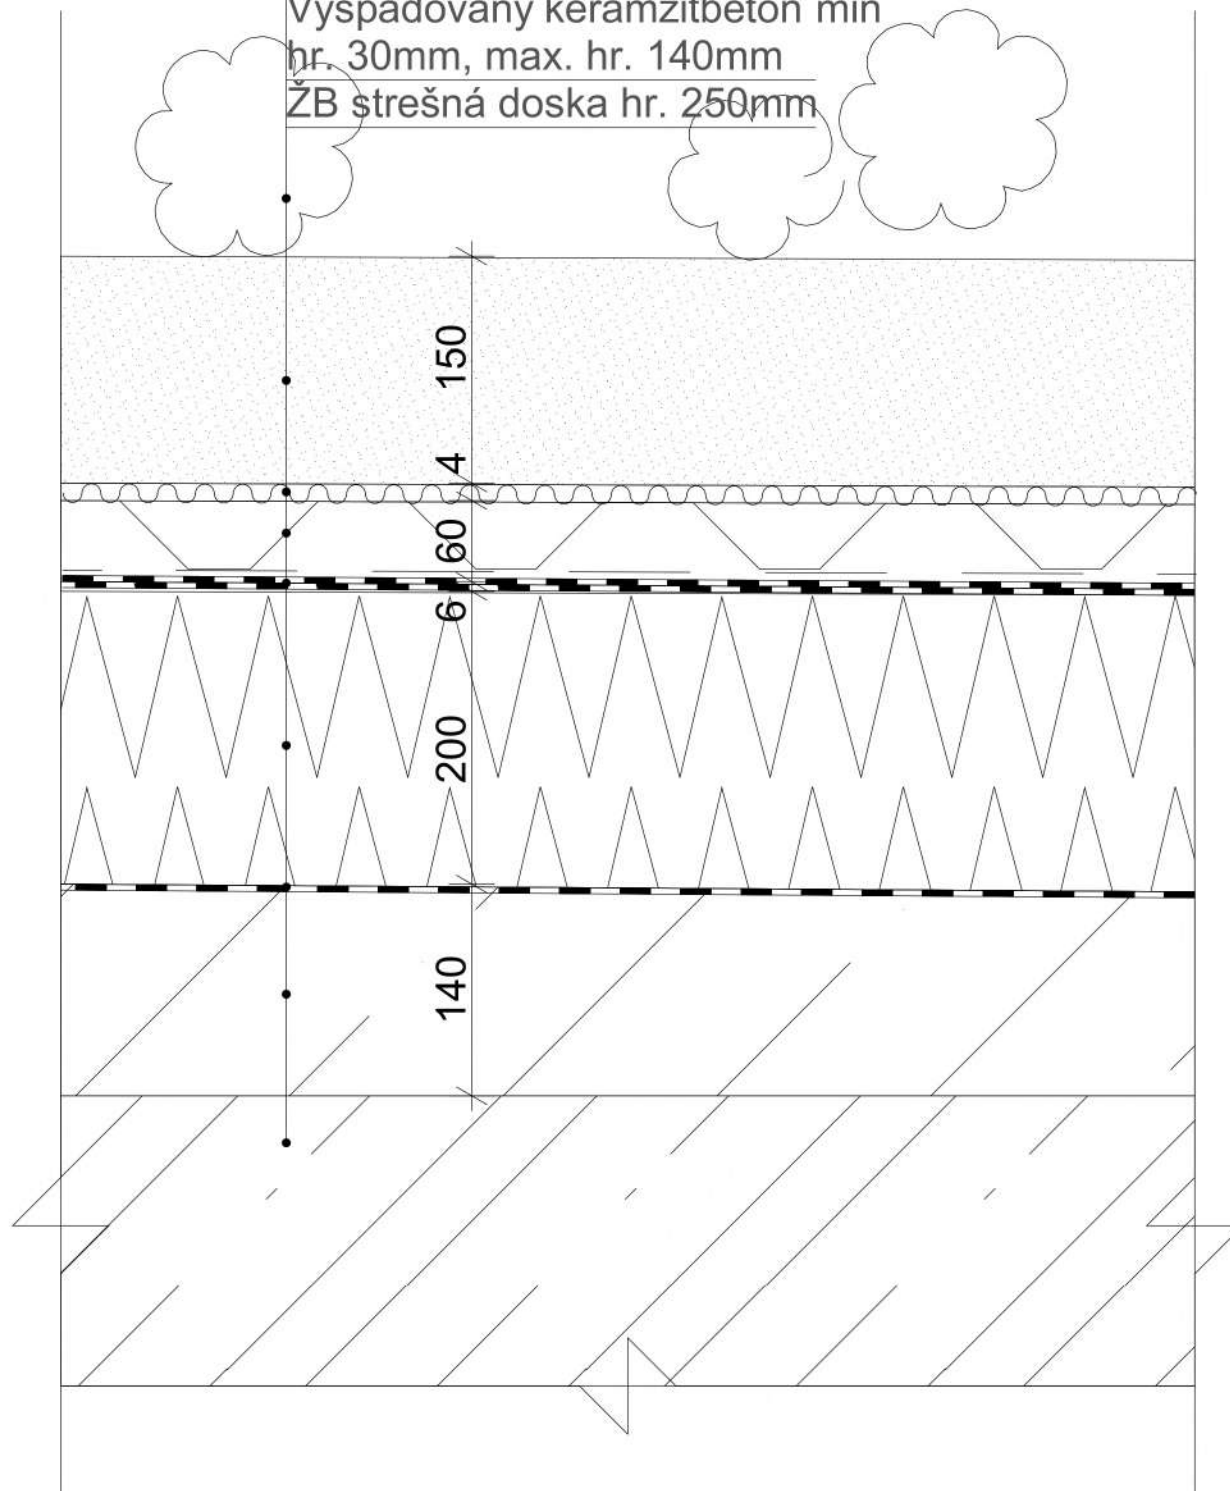 Vyspádovaný keramzitbetón min
hr. 30mm, max. hr. 140mm
ŽB strešná doska hr. 250mm
150
4
60
6
200
140